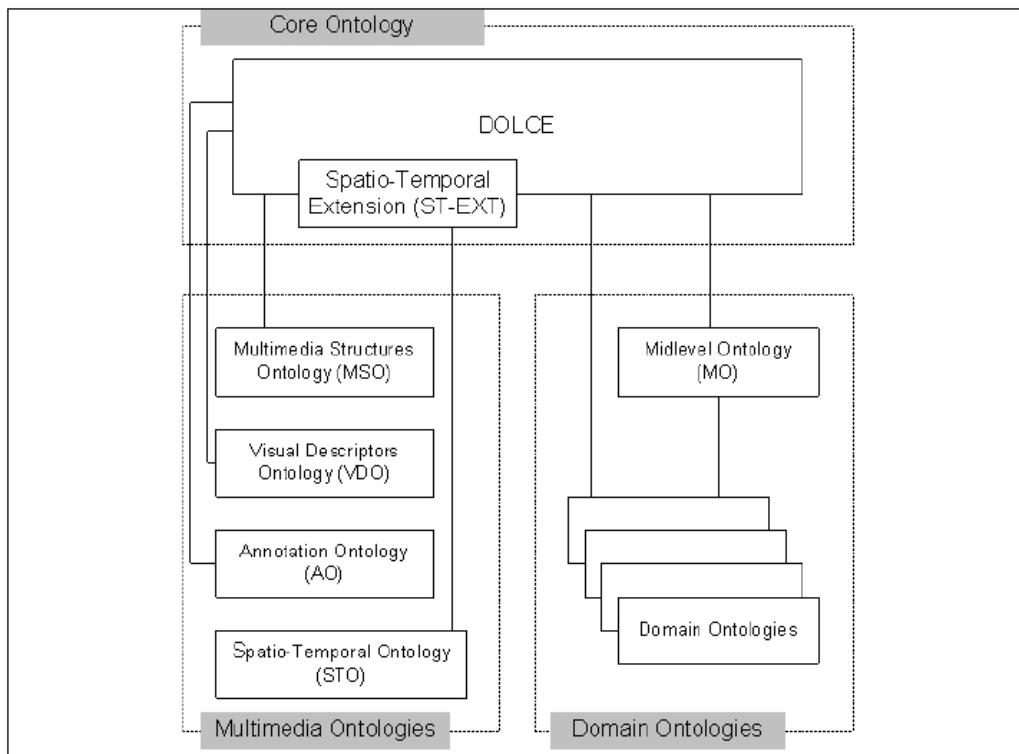 Core Ontology
DOLCE
Spatio-Temporal
Extension (ST-EXT)
Multimedia Structures
Ontology (MSO)
Visual Descriptors
Ontology (VDO)
Annotation Ontology
(AO)
Spatio-Temporal Ontology
(STO)
Multimedia Ontologies
Midlevel Ontology
(MO)
Domain Ontologies
Domain Ontologies